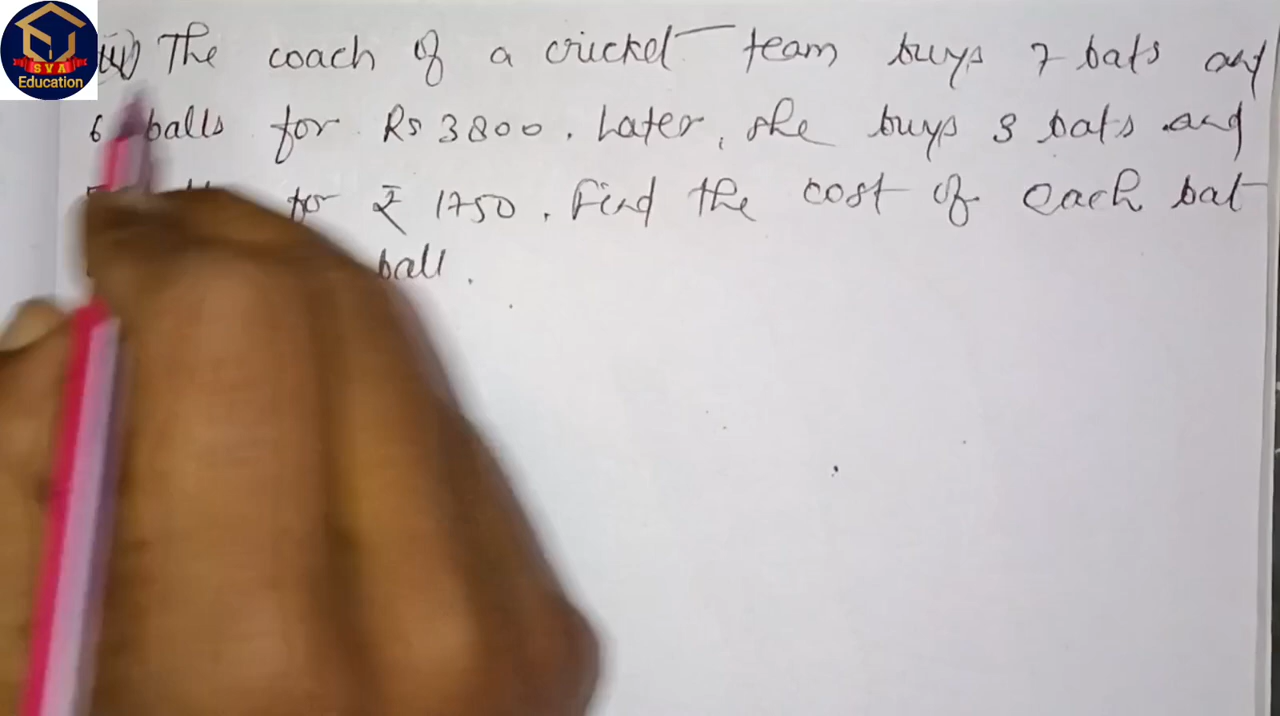 SVA
Education
iii) The coach of a cricket team buys 7 bats and
6 balls for Rs 3800. Later, she buys 3 bats and
for ₹ 1750. Find the cost of each bat
ball.